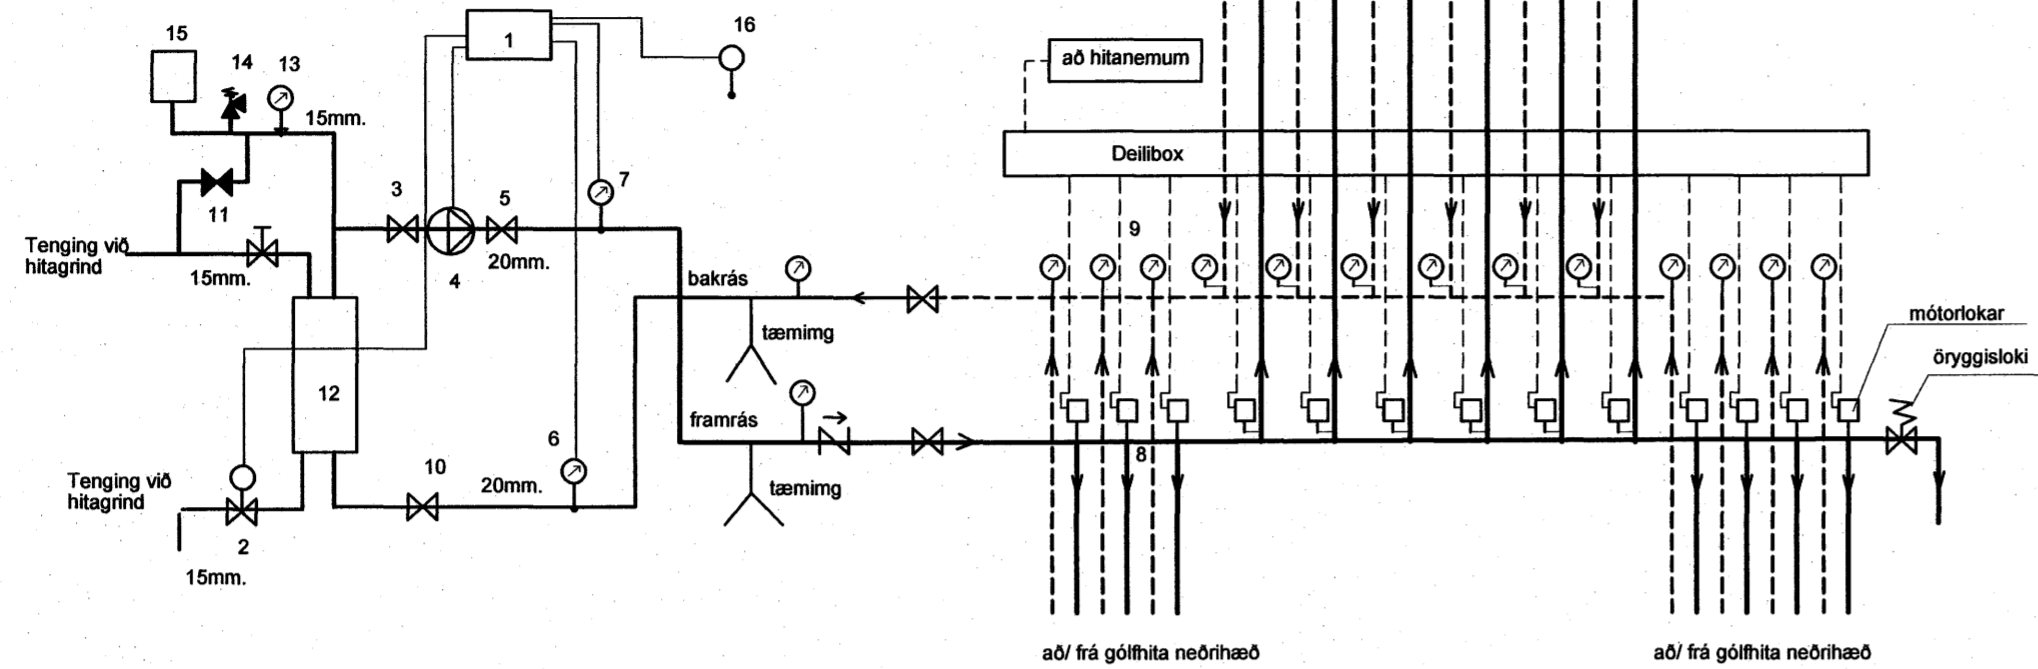 15
14
13
15mm.
1
16
að hitanemum
Deilibox
11
3
5
7
4
20mm.
Tenging við
hitagrind
15mm.
9
bakrás
tæmimg
mótorlokar
öryggisloki
12
framrás
tæmimg
6
8
10
20mm.
Tenging við
hitagrind
2
15mm.
að/ frá gólfhita neðrihæð
að/ frá gólfhita neðrihæð